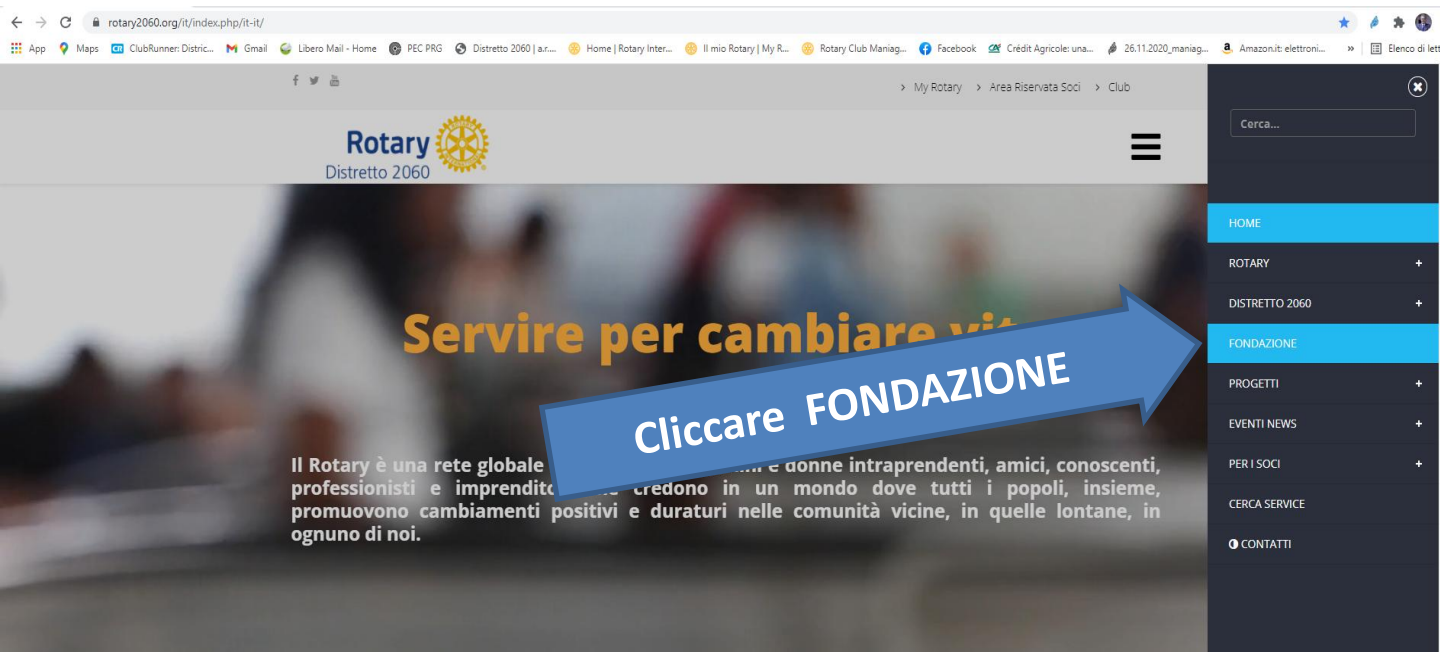 rotary2060.org/it/index.php/it-it/
App Maps ClubRunner: Distric... Gmail Libero Mail - Home PEC PRG Distretto 2060 | a.r.... Home | Rotary Inter... Il mio Rotary | My R... Rotary Club Maniag... Facebook Crédit Agricole: una... 26.11.2020_maniag... Amazon.it: elettroni... » Elenco di lett
> My Rotary > Area Riservata Soci > Club
Cerca...
Rotary
Distretto 2060
HOME
ROTARY +
DISTRETTO 2060 +
FONDAZIONE
PROGETTI +
EVENTI NEWS +
PER I SOCI +
CERCA SERVICE
CONTATTI
Servire per cambiare
Cliccare FONDAZIONE
Il Rotary è una rete globale e donne intraprendenti, amici, conoscenti,
professionisti e credono in un mondo dove tutti i popoli, insieme,
promuovono cambiamenti positivi e duraturi nelle comunità vicine, in quelle lontane, in
ognuno di noi.